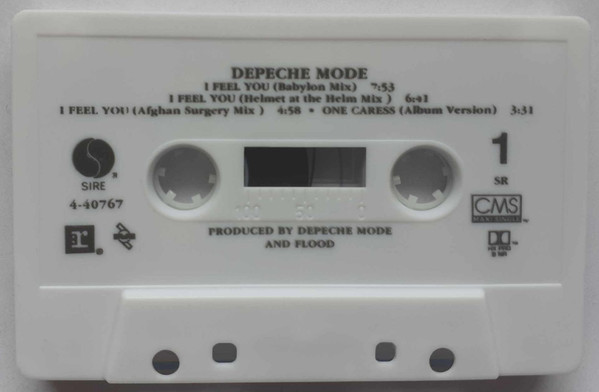 DEPECHE MODE
I FEEL YOU (Babylon Mix) 7:53
I FEEL YOU (Helmet at the Helm Mix ) 6:41
I FEEL YOU (Afghan Surgery Mix ) 4:58 • ONE CARESS (Album Version) 3:31
1
SR
SIRE
4-40767
100 50 0
CMS
r
PRODUCED BY DEPECHE MODE
AND FLOOD